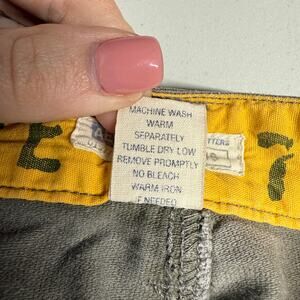 MACHINE WASH
WARM
SEPARATELY
TUMBLE DRY LOW
REMOVE PROMPTLY
NO BLEACH
WARM IRON
IF NEEDED